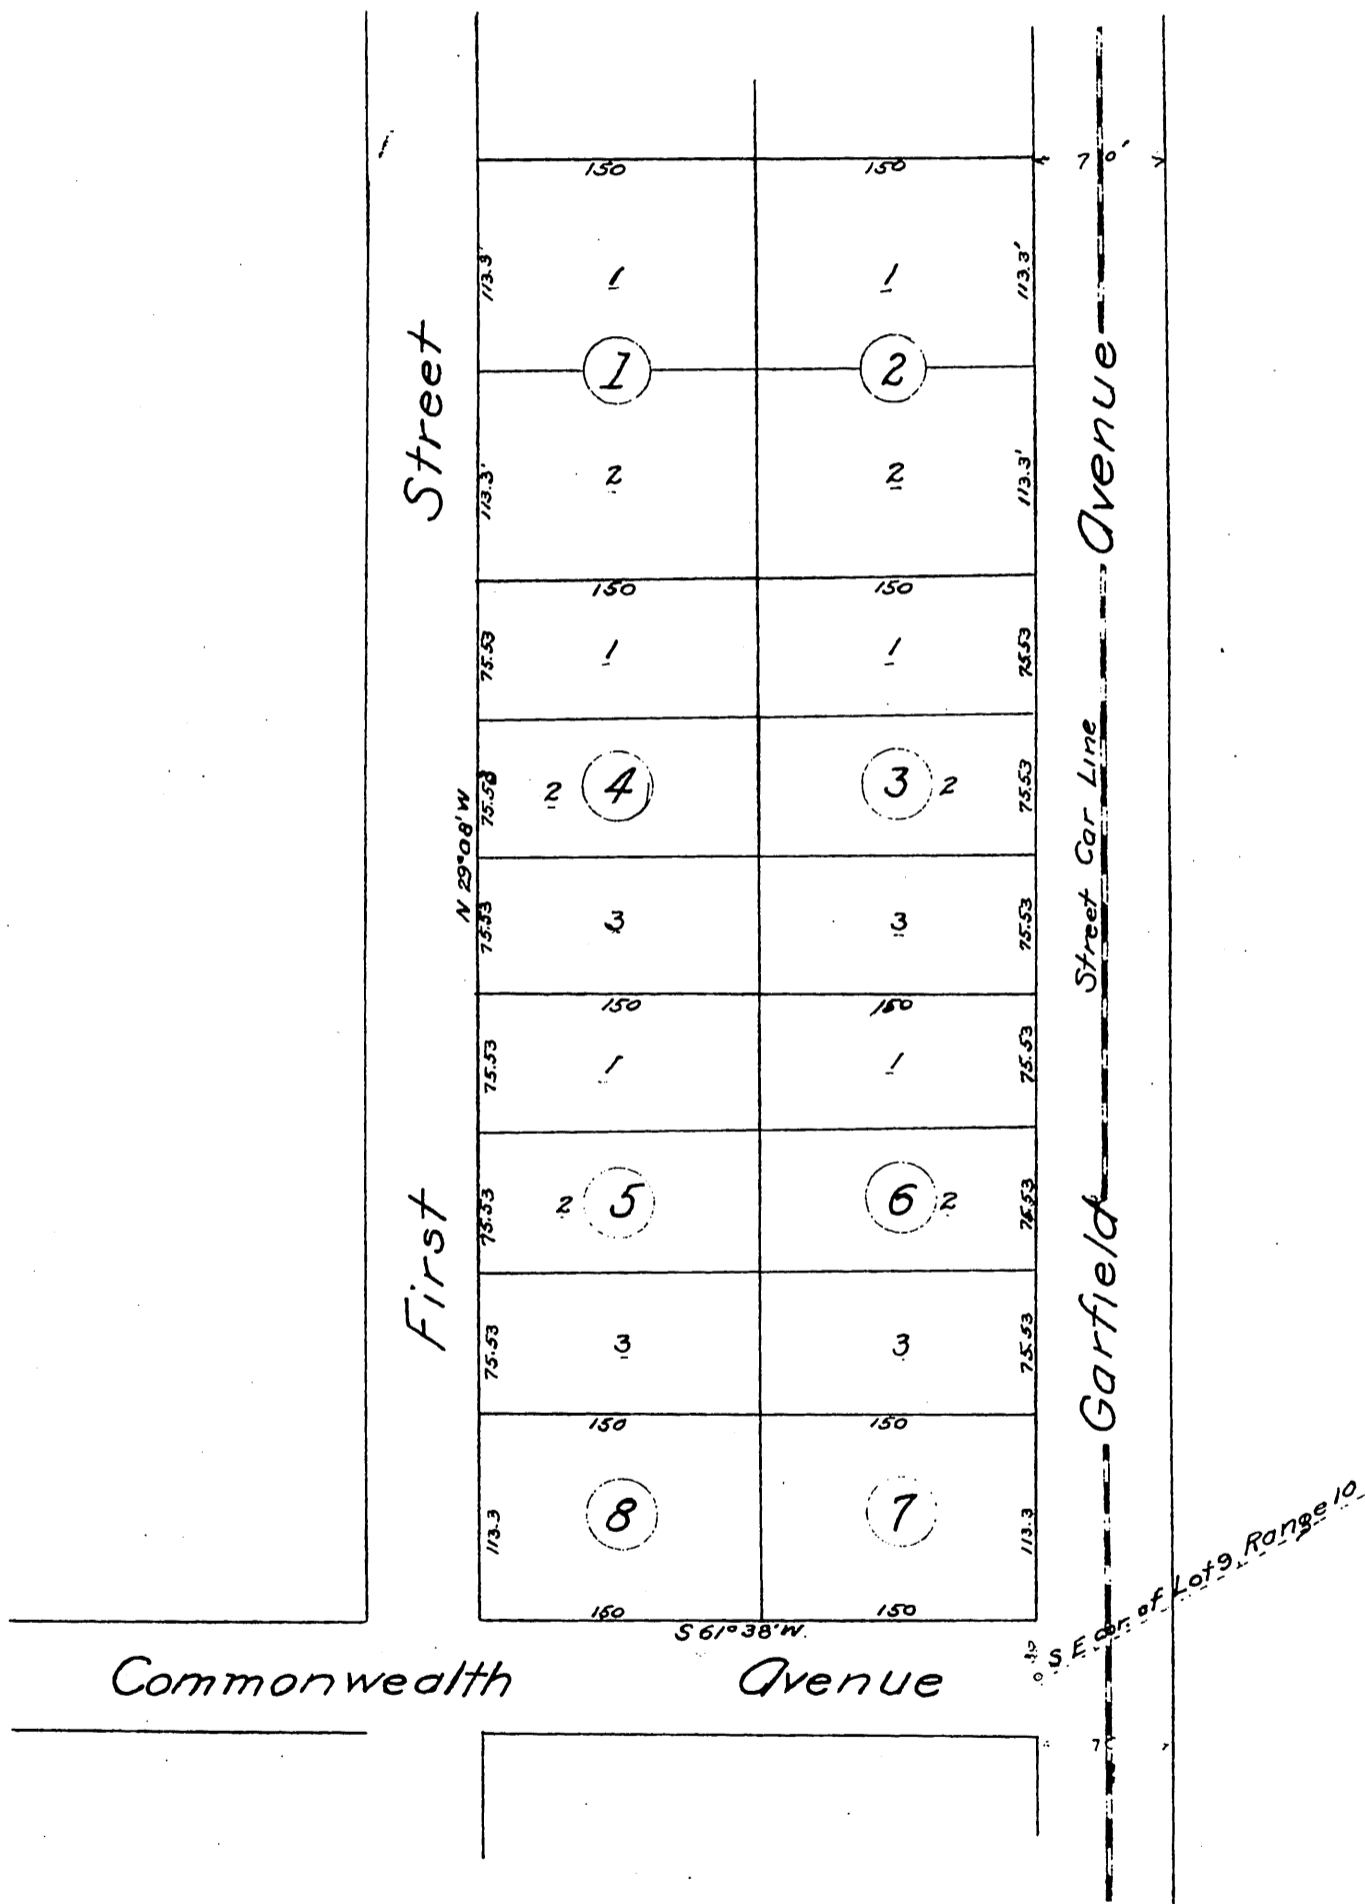 150 150 70'
113.3' 1 1 113.3'
1 2
113.3' 2 2 113.3'
150 150
75.53 1 1 75.53
75.53 2 4 3 2 75.53
N 29°08'W
75.53 3 3 75.53
150 150
75.53 1 1 75.53
75.53 2 5 6 2 75.53
75.53 3 3 75.53
150 150
113.3 8 7 113.3
150 150
S 61°38'W.
First Street
Garfield Avenue
Street Car Line
S E cor. of Lot 9 Range 10
Commonwealth Avenue